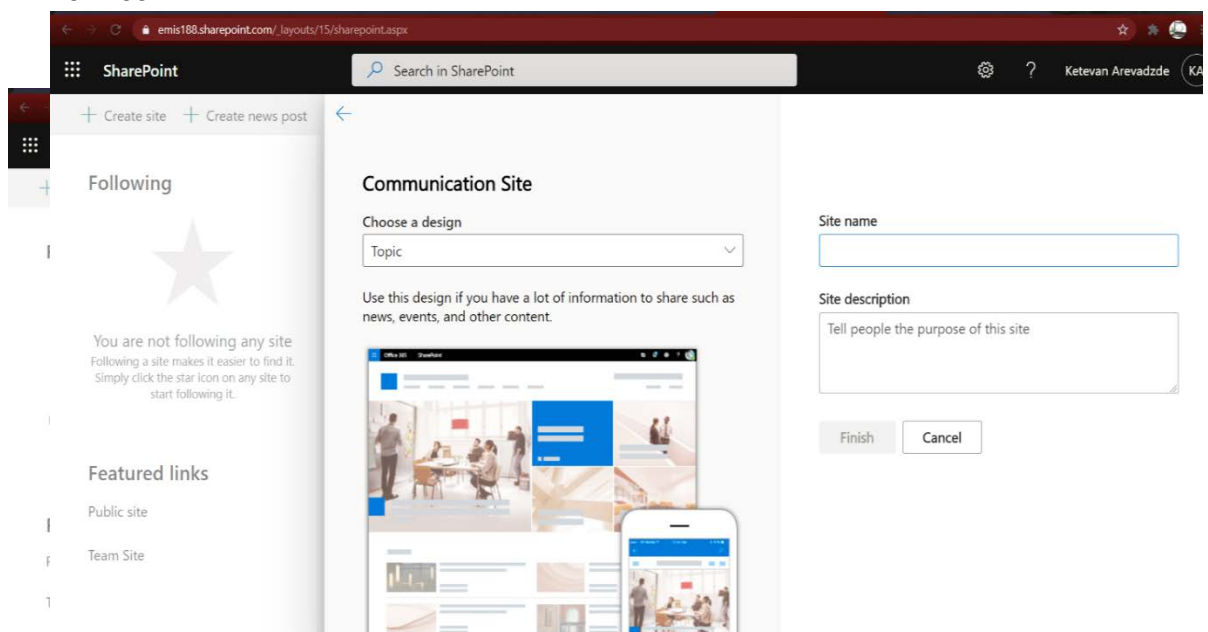 emis188.sharepoint.com/_layouts/15/sharepoint.aspx
SharePoint
Search in SharePoint
? Ketevan Arevadzde KA
+ Create site + Create news post
Following
You are not following any site
Following a site makes it easier to find it.
Simply click the star icon on any site to
start following it.
Featured links
Public site
Team Site
Communication Site
Choose a design
Topic
Use this design if you have a lot of information to share such as
news, events, and other content.
Office 365 SharePoint
Site name
Site description
Tell people the purpose of this site
Finish Cancel